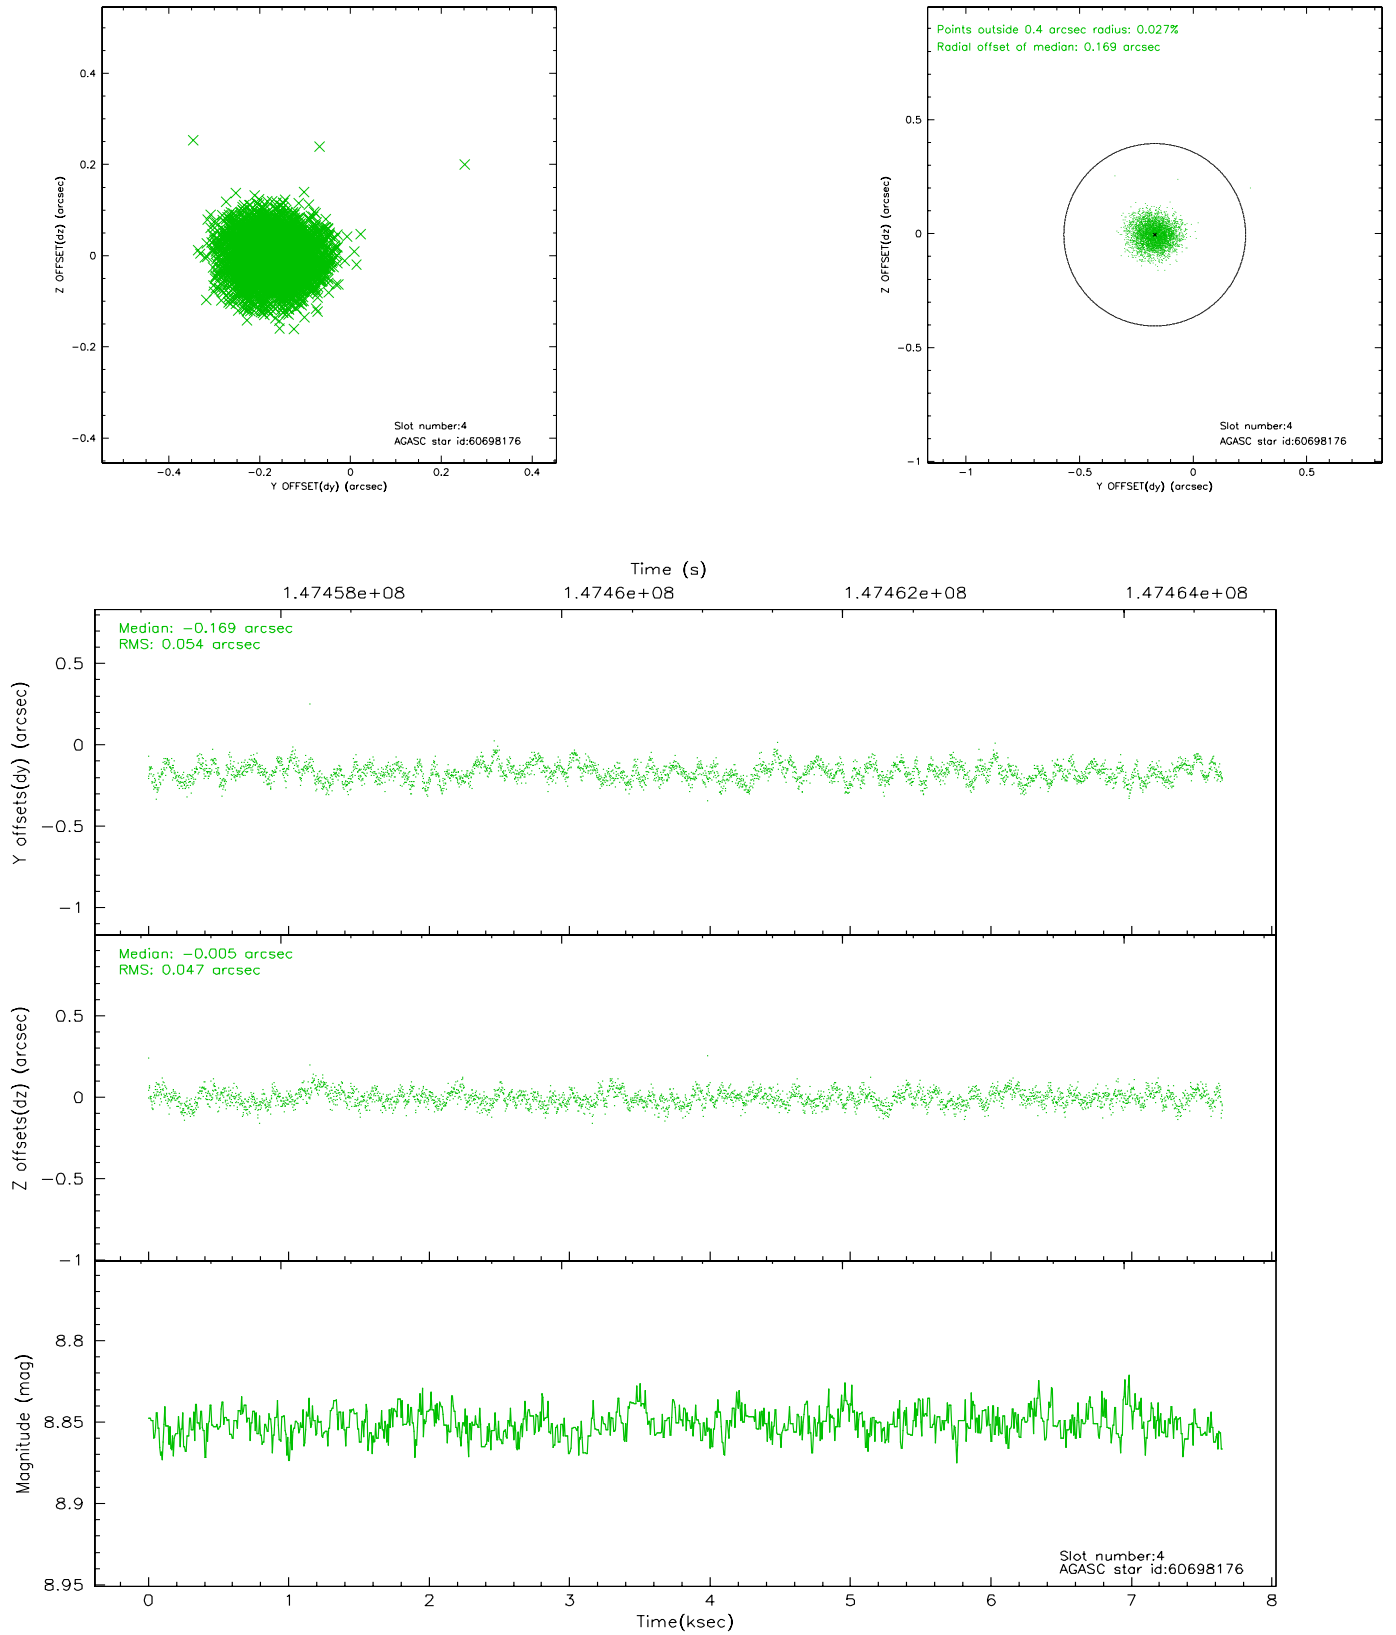 0.4
0.2
0
−0.2
−0.4
Z OFFSET(dz) (arcsec)
Slot number:4
AGASC star id:60698176
−0.4 −0.2 0 0.2 0.4
Y OFFSET(dy) (arcsec)
Points outside 0.4 arcsec radius: 0.027%
Radial offset of median: 0.169 arcsec
0.5
0
−0.5
−1
Z OFFSET(dz) (arcsec)
Slot number:4
AGASC star id:60698176
−1 −0.5 0 0.5
Y OFFSET(dy) (arcsec)
Time (s)
1.47458e+08 1.4746e+08 1.47462e+08 1.47464e+08
Median: −0.169 arcsec
RMS: 0.054 arcsec
0.5
0
−0.5
−1
Y offsets(dy) (arcsec)
Median: −0.005 arcsec
RMS: 0.047 arcsec
0.5
0
−0.5
−1
Z offsets(dz) (arcsec)
8.8
8.85
8.9
8.95
Magnitude (mag)
Slot number:4
AGASC star id:60698176
0 1 2 3 4 5 6 7 8
Time(ksec)